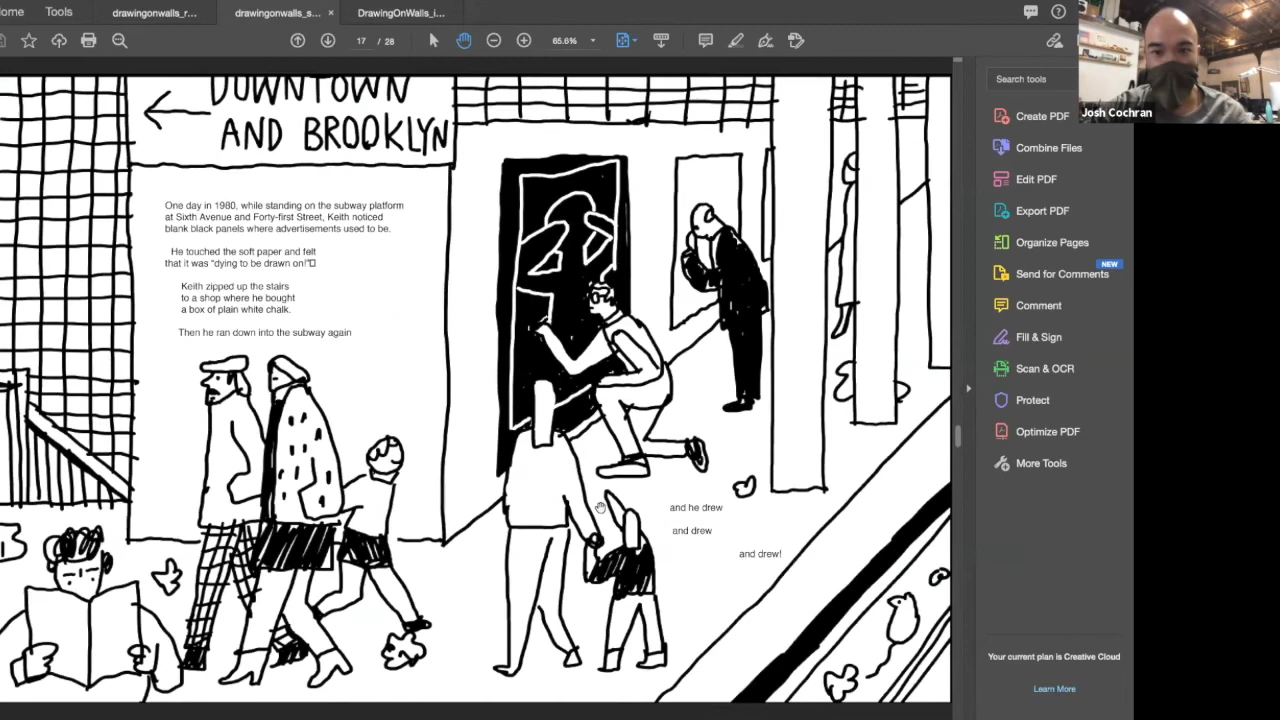 ome Tools drawingonwalls_r... drawingonwalls_s... × DrawingOnWalls_i...
17 / 28 65.6%
Josh Cochran
Search tools
Create PDF
Combine Files
Edit PDF
Export PDF
Organize Pages
NEW
Send for Comments
Comment
Fill & Sign
Scan & OCR
Protect
Optimize PDF
More Tools
Your current plan is Creative Cloud
Learn More
DOWNTOWN
AND BROOKLYN
One day in 1980, while standing on the subway platform
at Sixth Avenue and Forty-first Street, Keith noticed
blank black panels where advertisements used to be.
He touched the soft paper and felt
that it was "dying to be drawn on!"
Keith zipped up the stairs
to a shop where he bought
a box of plain white chalk.
Then he ran down into the subway again
and he drew
and drew
and drew!